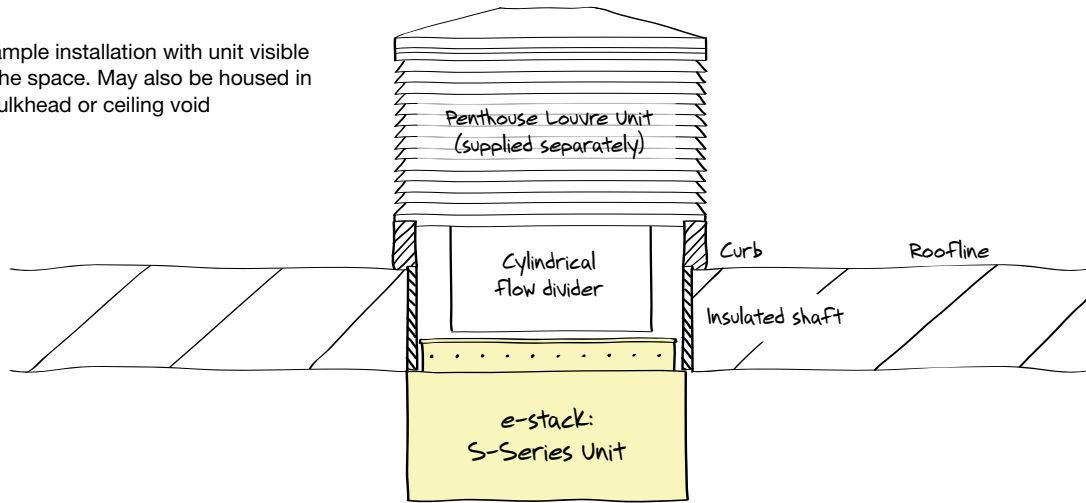 ample installation with unit visible
he space. May also be housed in
ulkhead or ceiling void
Penthouse Louvre Unit
(supplied separately)
Curb
Roofline
Cylindrical
flow divider
Insulated shaft
e-stack:
S-Series Unit